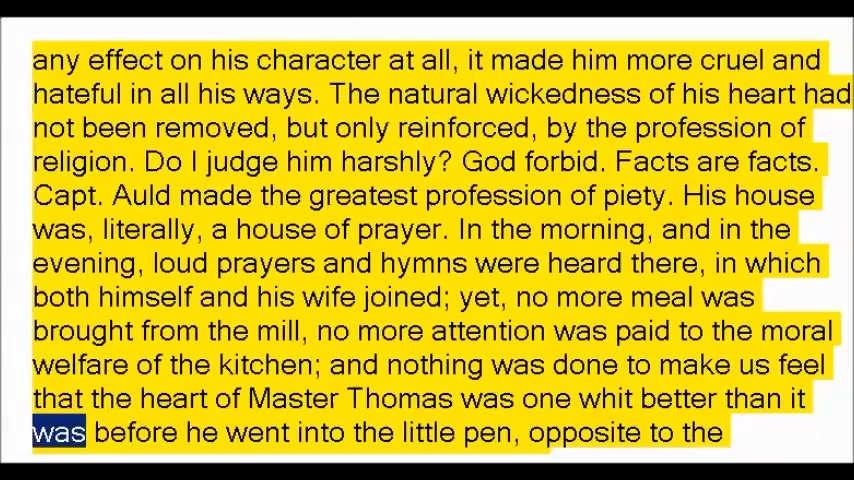 any effect on his character at all, it made him more cruel and
hateful in all his ways. The natural wickedness of his heart had
not been removed, but only reinforced, by the profession of
religion. Do I judge him harshly? God forbid. Facts are facts.
Capt. Auld made the greatest profession of piety. His house
was, literally, a house of prayer. In the morning, and in the
evening, loud prayers and hymns were heard there, in which
both himself and his wife joined; yet, no more meal was
brought from the mill, no more attention was paid to the moral
welfare of the kitchen; and nothing was done to make us feel
that the heart of Master Thomas was one whit better than it
was before he went into the little pen, opposite to the